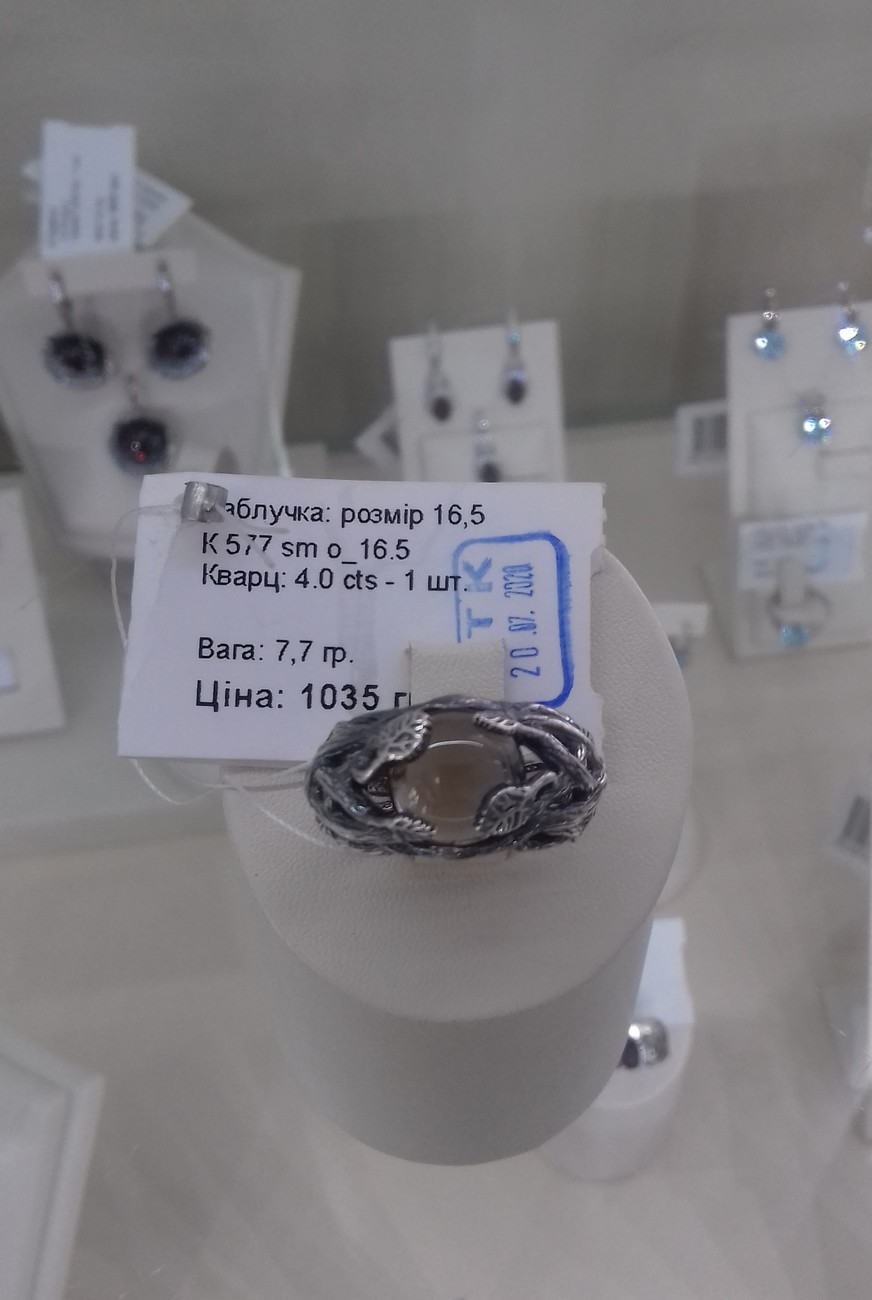 аблучка: розмір 16,5
К 577 sm o_16.5
Кварц: 4.0 cts - 1 шт.
Вага: 7,7 гр.
Ціна: 1035 г
ТК
20.07.2020